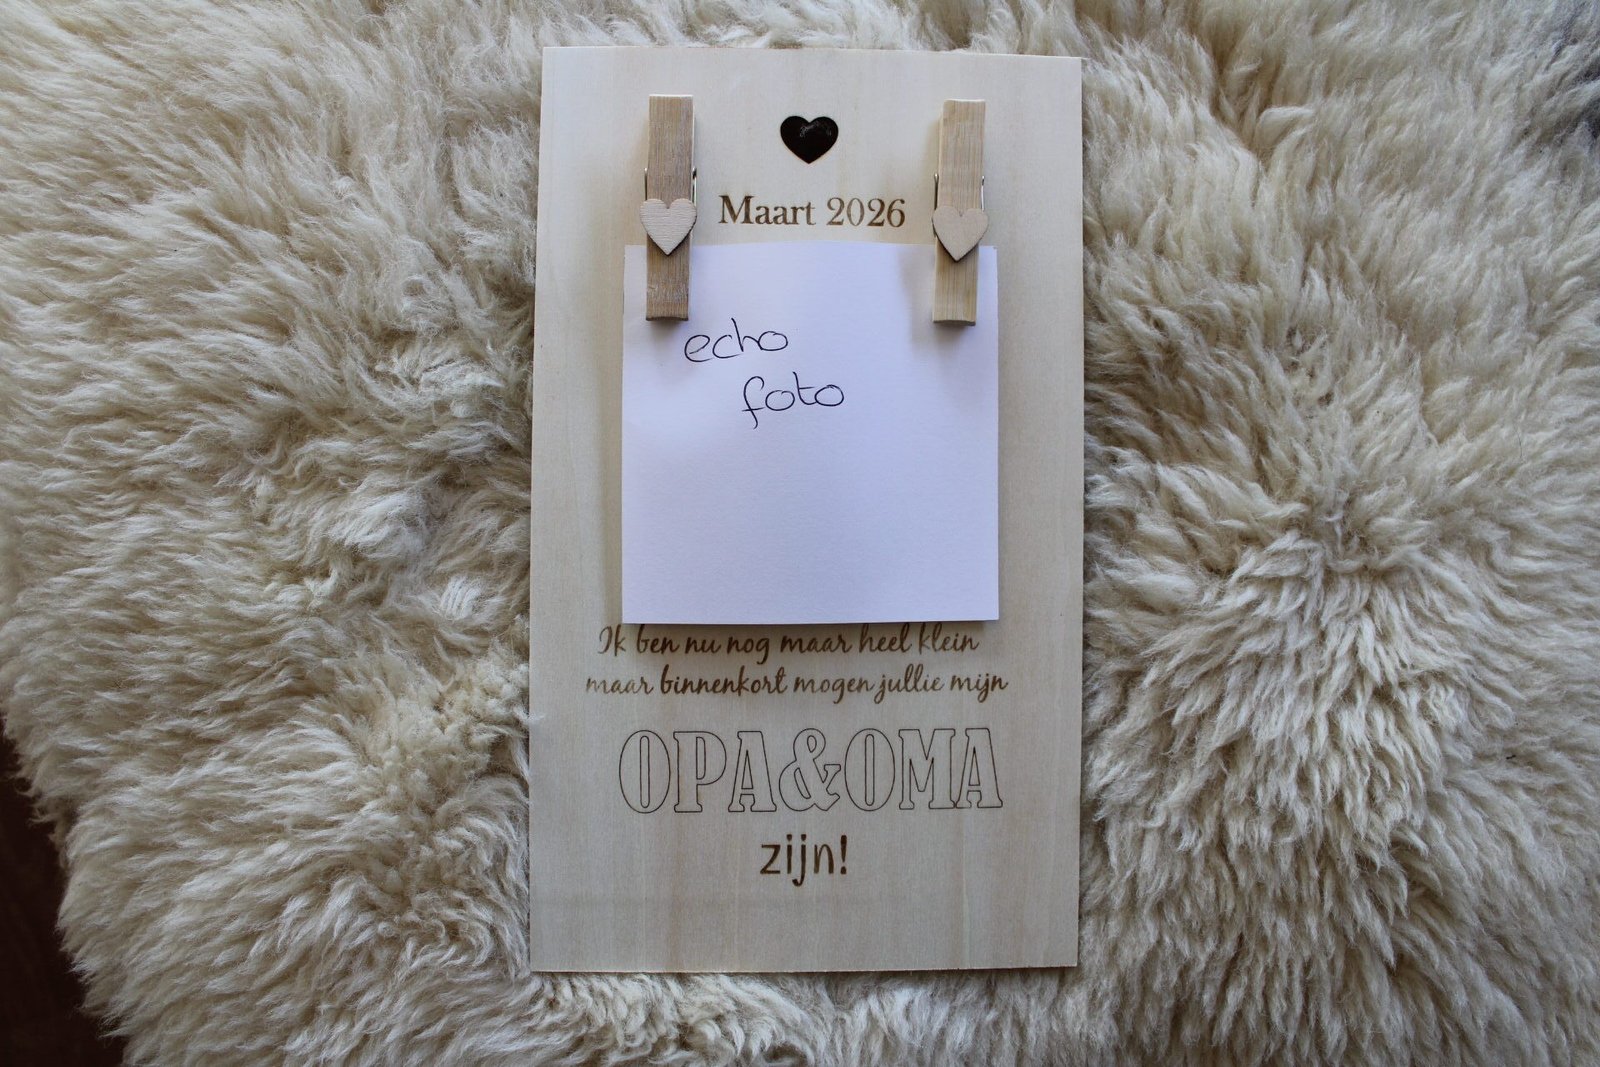 Maart 2026
echo
foto
Ik ben nu nog maar heel klein
maar binnenkort mogen jullie mijn
OPA&OMA
zijn!